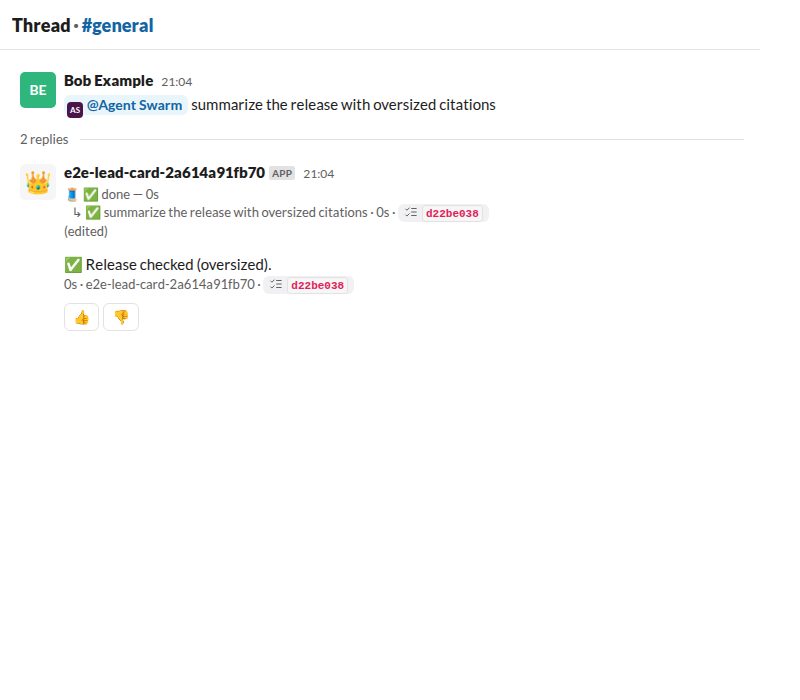 Thread • #general
BE
Bob Example 21:04
AS @Agent Swarm summarize the release with oversized citations
2 replies
e2e-lead-card-2a614a91fb70 APP 21:04
🧵 ✅ done — 0s
↳ ✅ summarize the release with oversized citations · 0s · d22be038
(edited)
✅ Release checked (oversized).
0s · e2e-lead-card-2a614a91fb70 · d22be038
👍 👎